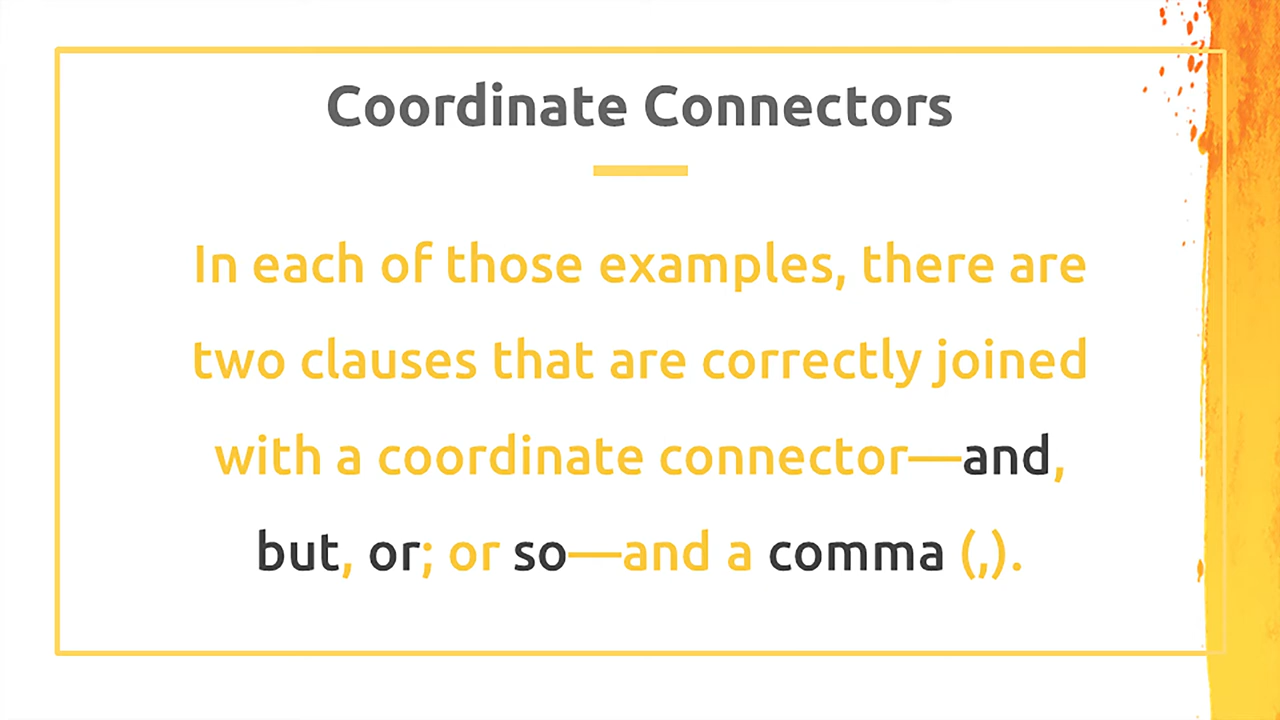 Coordinate Connectors
In each of those examples, there are
two clauses that are correctly joined
with a coordinate connector—and,
but, or; or so—and a comma (,).